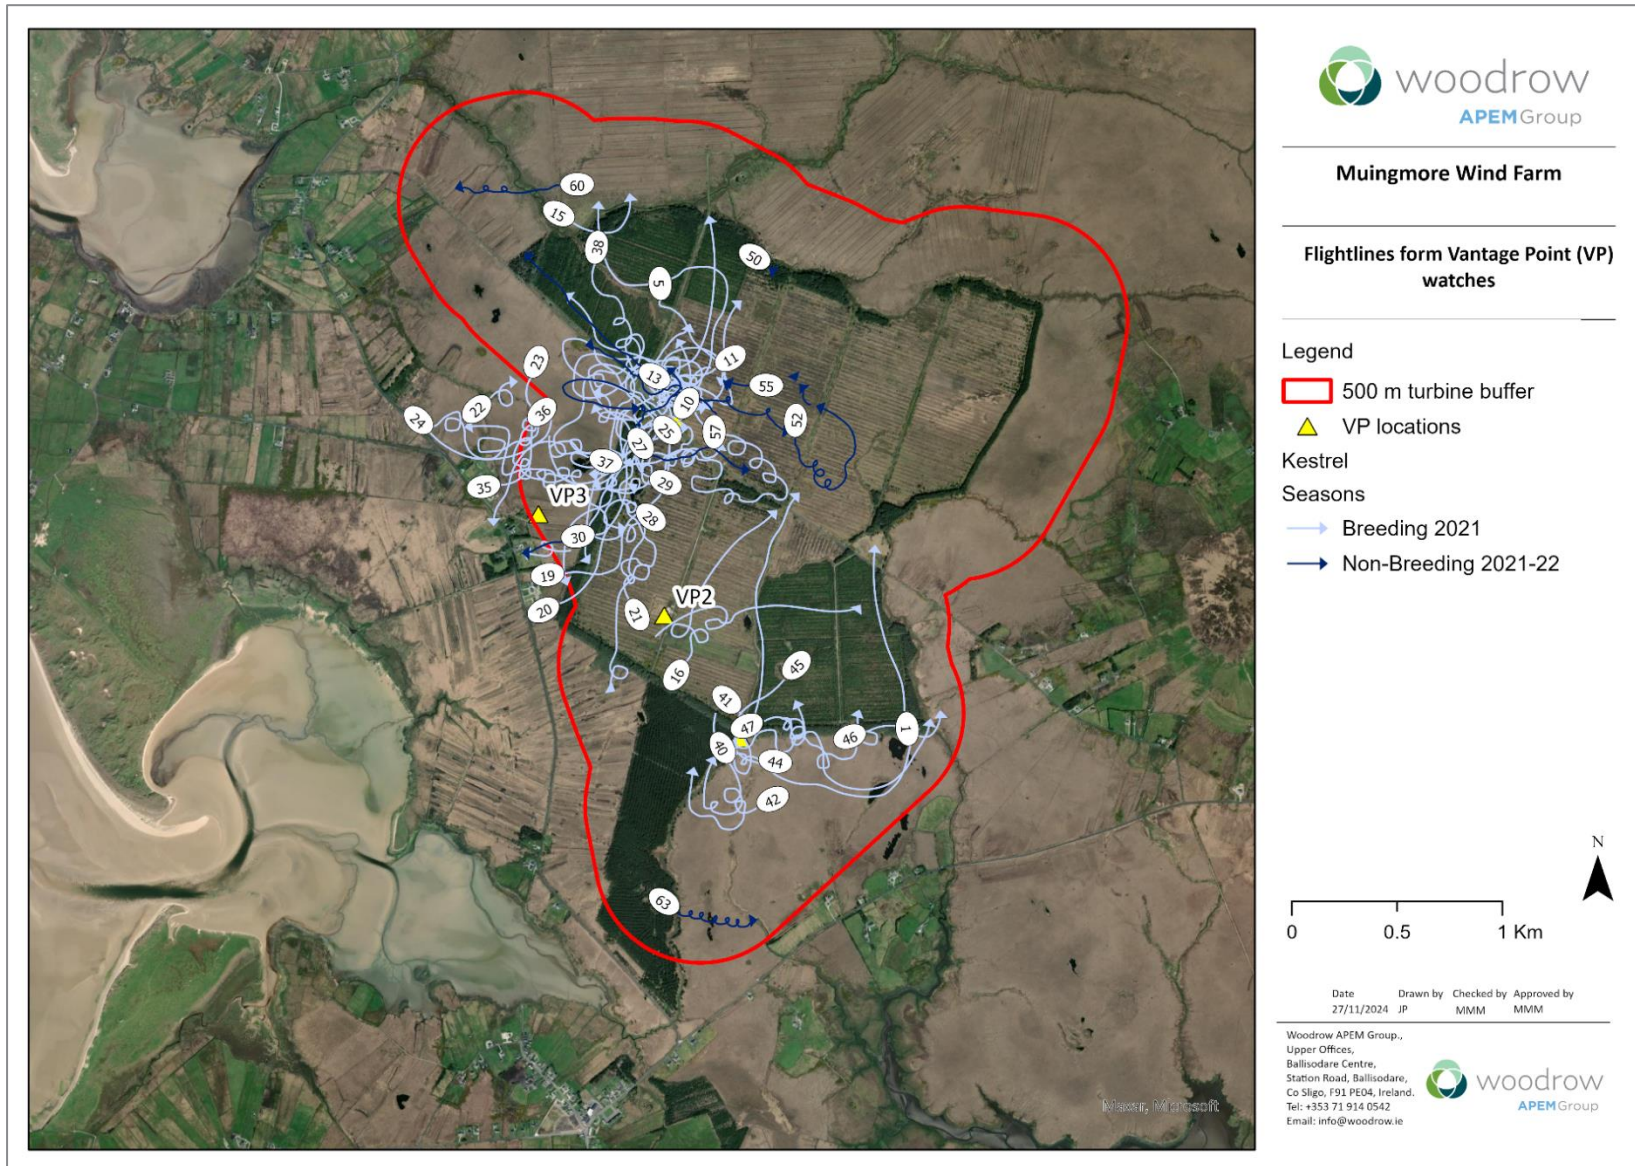 60
15
38
50
5
23
13
11
55
24
22
36
10
52
25
57
27
37
35
29
VP3
28
30
19
20
21
VP2
16
45
41
47
1
40
46
44
42
63
Maxar, Microsoft
woodrow
APEMGroup
Muingmore Wind Farm
Flightlines form Vantage Point (VP)
watches
Legend
500 m turbine buffer
VP locations
Kestrel
Seasons
Breeding 2021
Non-Breeding 2021-22
N
0 0.5 1 Km
Date Drawn by Checked by Approved by
27/11/2024 JP MMM MMM
Woodrow APEM Group.,
Upper Offices,
Ballisodare Centre,
Station Road, Ballisodare,
Co Sligo, F91 PE04, Ireland.
Tel: +353 71 914 0542
Email: info@woodrow.ie
woodrow
APEMGroup